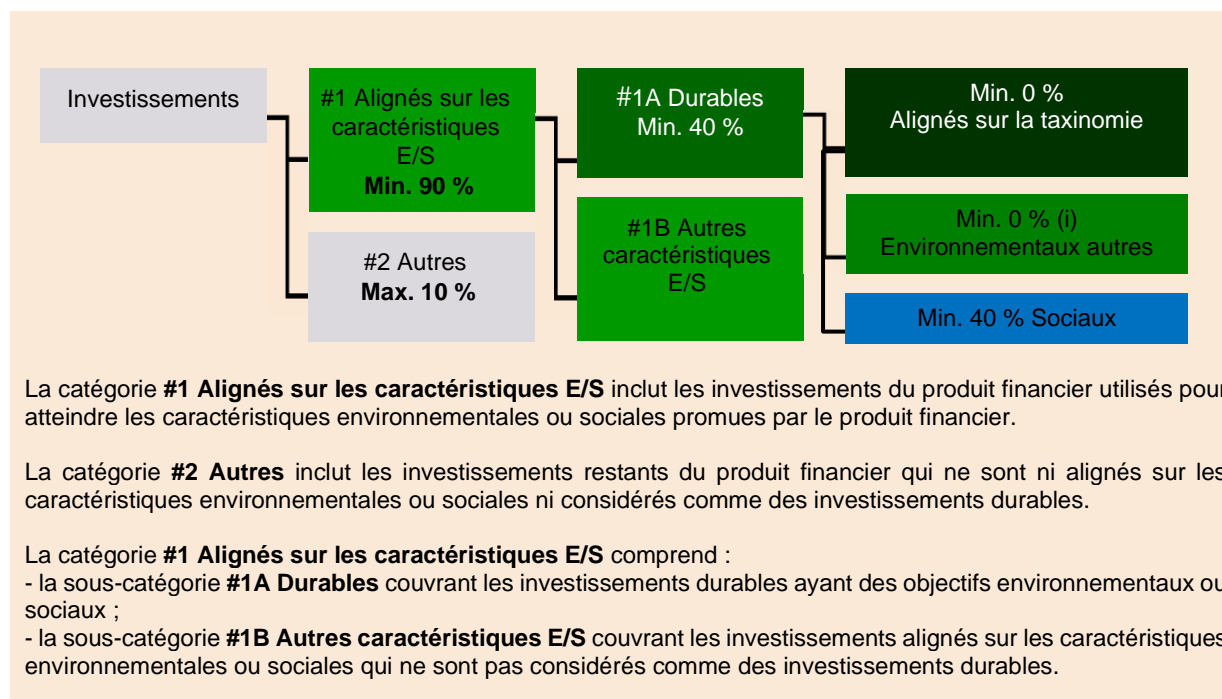 Investissements
#1 Alignés sur les
caractéristiques
E/S
Min. 90 %
#2 Autres
Max. 10 %
#1A Durables
Min. 40 %
#1B Autres
caractéristiques
E/S
Min. 0 %
Alignés sur la taxinomie
Min. 0 % (i)
Environnementaux autres
Min. 40 % Sociaux
La catégorie #1 Alignés sur les caractéristiques E/S inclut les investissements du produit financier utilisés pour
atteindre les caractéristiques environnementales ou sociales promues par le produit financier.
La catégorie #2 Autres inclut les investissements restants du produit financier qui ne sont ni alignés sur les
caractéristiques environnementales ou sociales ni considérés comme des investissements durables.
La catégorie #1 Alignés sur les caractéristiques E/S comprend :
- la sous-catégorie #1A Durables couvrant les investissements durables ayant des objectifs environnementaux ou
sociaux ;
- la sous-catégorie #1B Autres caractéristiques E/S couvrant les investissements alignés sur les caractéristiques
environnementales ou sociales qui ne sont pas considérés comme des investissements durables.